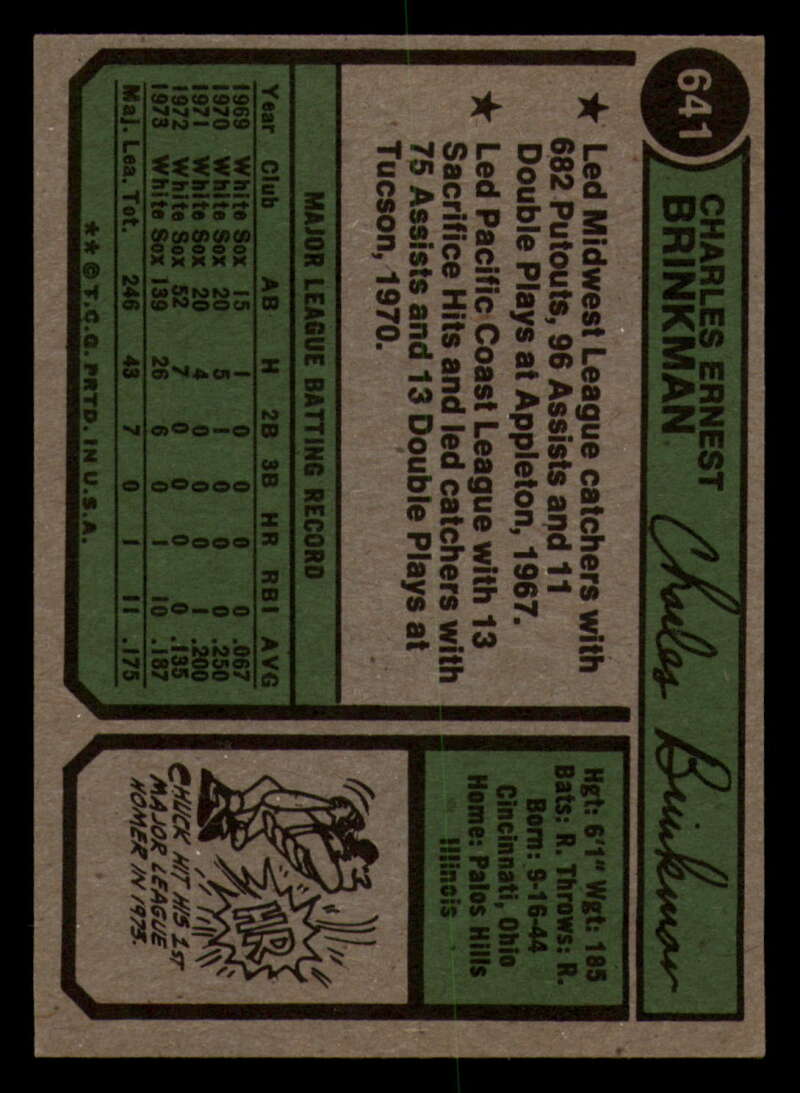 641
CHARLES ERNEST
BRINKMAN
Charles Brinkman
★ Led Midwest League catchers with
682 Putouts, 96 Assists and 11
Double Plays at Appleton, 1967.
★ Led Pacific Coast League with 13
Sacrifice Hits and led catchers with
75 Assists and 13 Double Plays at
Tucson, 1970.
MAJOR LEAGUE BATTING RECORD
Year Club AB H 2B 3B HR RBI AVG
1969 White Sox 15 1 0 0 0 0 .067
1970 White Sox 20 5 1 0 0 0 .250
1971 White Sox 20 4 0 0 0 1 .200
1972 White Sox 52 7 0 0 0 0 .135
1973 White Sox 139 26 6 0 1 10 .187
Maj. Lea. Tot. 246 43 7 0 1 11 .175
**©T.C.G. PRTD. IN U.S.A.
Hgt: 6'1" Wgt: 185
Bats: R. Throws: R.
Born: 9-16-44
Cincinnati, Ohio
Home: Palos Hills
Illinois
HR
CHUCK HIT HIS 1ST
MAJOR LEAGUE
HOMER IN 1973.